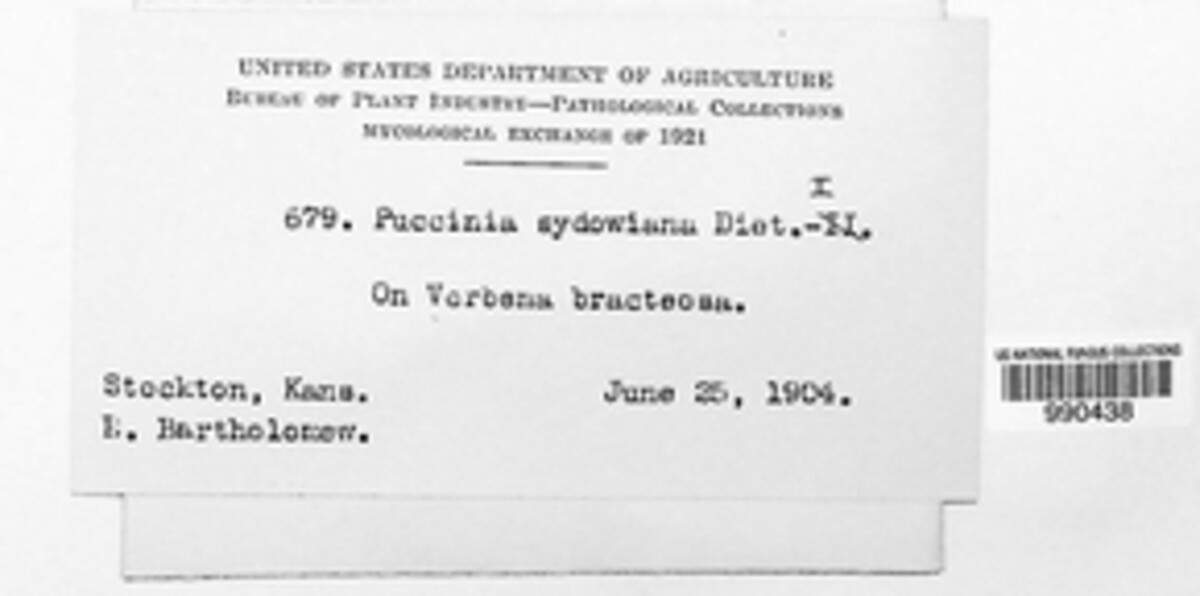 UNITED STATES DEPARTMENT OF AGRICULTURE
BUREAU OF PLANT INDUSTRY—PATHOLOGICAL COLLECTIONS
MYCOLOGICAL EXCHANGE OF 1921
I
679. Puccinia sydowiana Diet.-
On Verbena bracteosa.
Stockton, Kans.
June 25, 1904.
E. Bartholomew.
US NATIONAL FUNGUS COLLECTIONS
990438